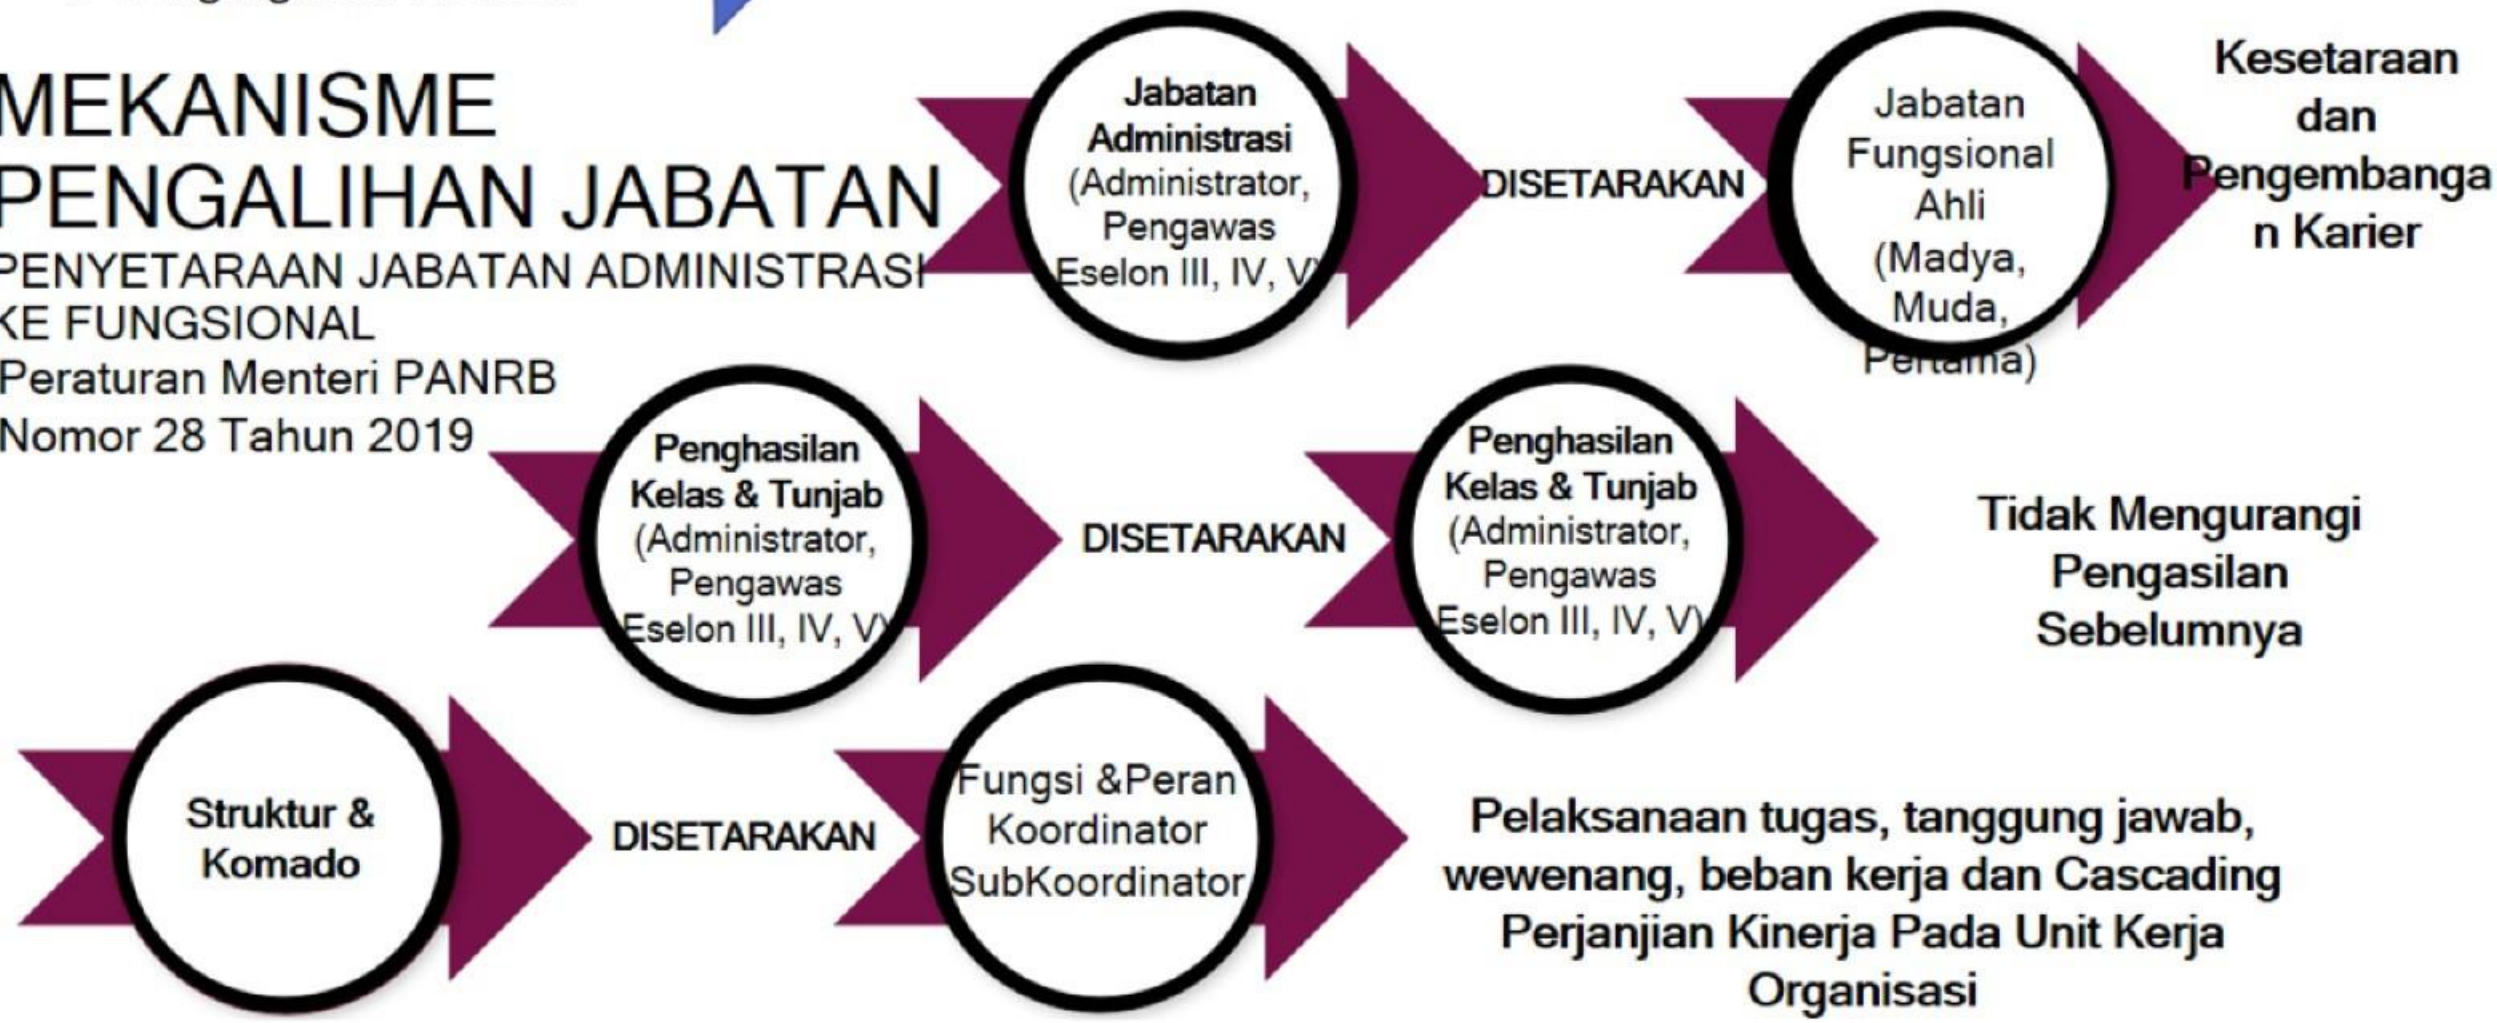 MEKANISME
PENGALIHAN JABATAN
PENYETARAAN JABATAN ADMINISTRASI
KE FUNGSIONAL
Peraturan Menteri PANRB
Nomor 28 Tahun 2019
Jabatan
Administrasi
(Administrator,
Pengawas
Eselon III, IV, V)
DISETARAKAN
Jabatan
Fungsional
Ahli
(Madya,
Muda,
Pertama)
Kesetaraan
dan
Pengembanga
n Karier
Penghasilan
Kelas & Tunjab
(Administrator,
Pengawas
Eselon III, IV, V)
DISETARAKAN
Penghasilan
Kelas & Tunjab
(Administrator,
Pengawas
Eselon III, IV, V)
Tidak Mengurangi
Pengasilan
Sebelumnya
Struktur &
Komado
DISETARAKAN
Fungsi &Peran
Koordinator
SubKoordinator
Pelaksanaan tugas, tanggung jawab,
wewenang, beban kerja dan Cascading
Perjanjian Kinerja Pada Unit Kerja
Organisasi